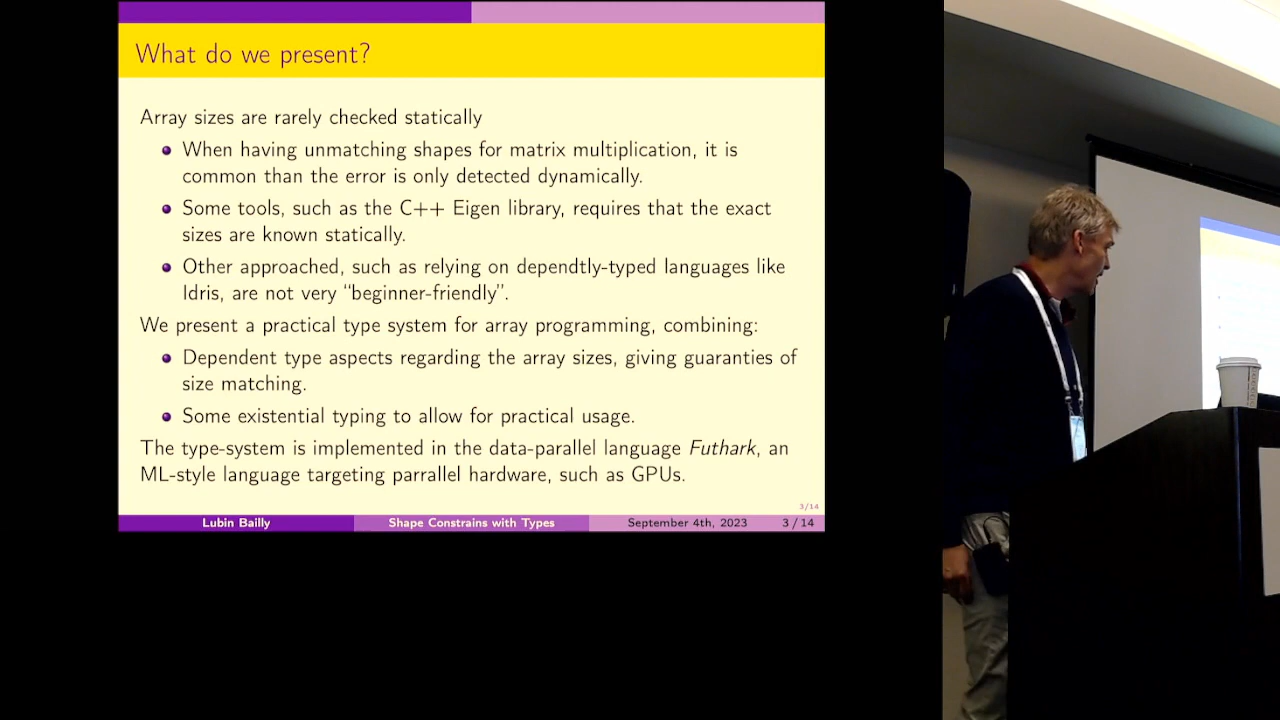 What do we present?
Array sizes are rarely checked statically
When having unmatching shapes for matrix multiplication, it is
common than the error is only detected dynamically.
Some tools, such as the C++ Eigen library, requires that the exact
sizes are known statically.
Other approached, such as relying on dependtly-typed languages like
Idris, are not very “beginner-friendly”.
We present a practical type system for array programming, combining:
Dependent type aspects regarding the array sizes, giving guaranties of
size matching.
Some existential typing to allow for practical usage.
The type-system is implemented in the data-parallel language Futhark, an
ML-style language targeting parrallel hardware, such as GPUs.
3/14
Lubin Bailly Shape Constrains with Types September 4th, 2023 3 / 14